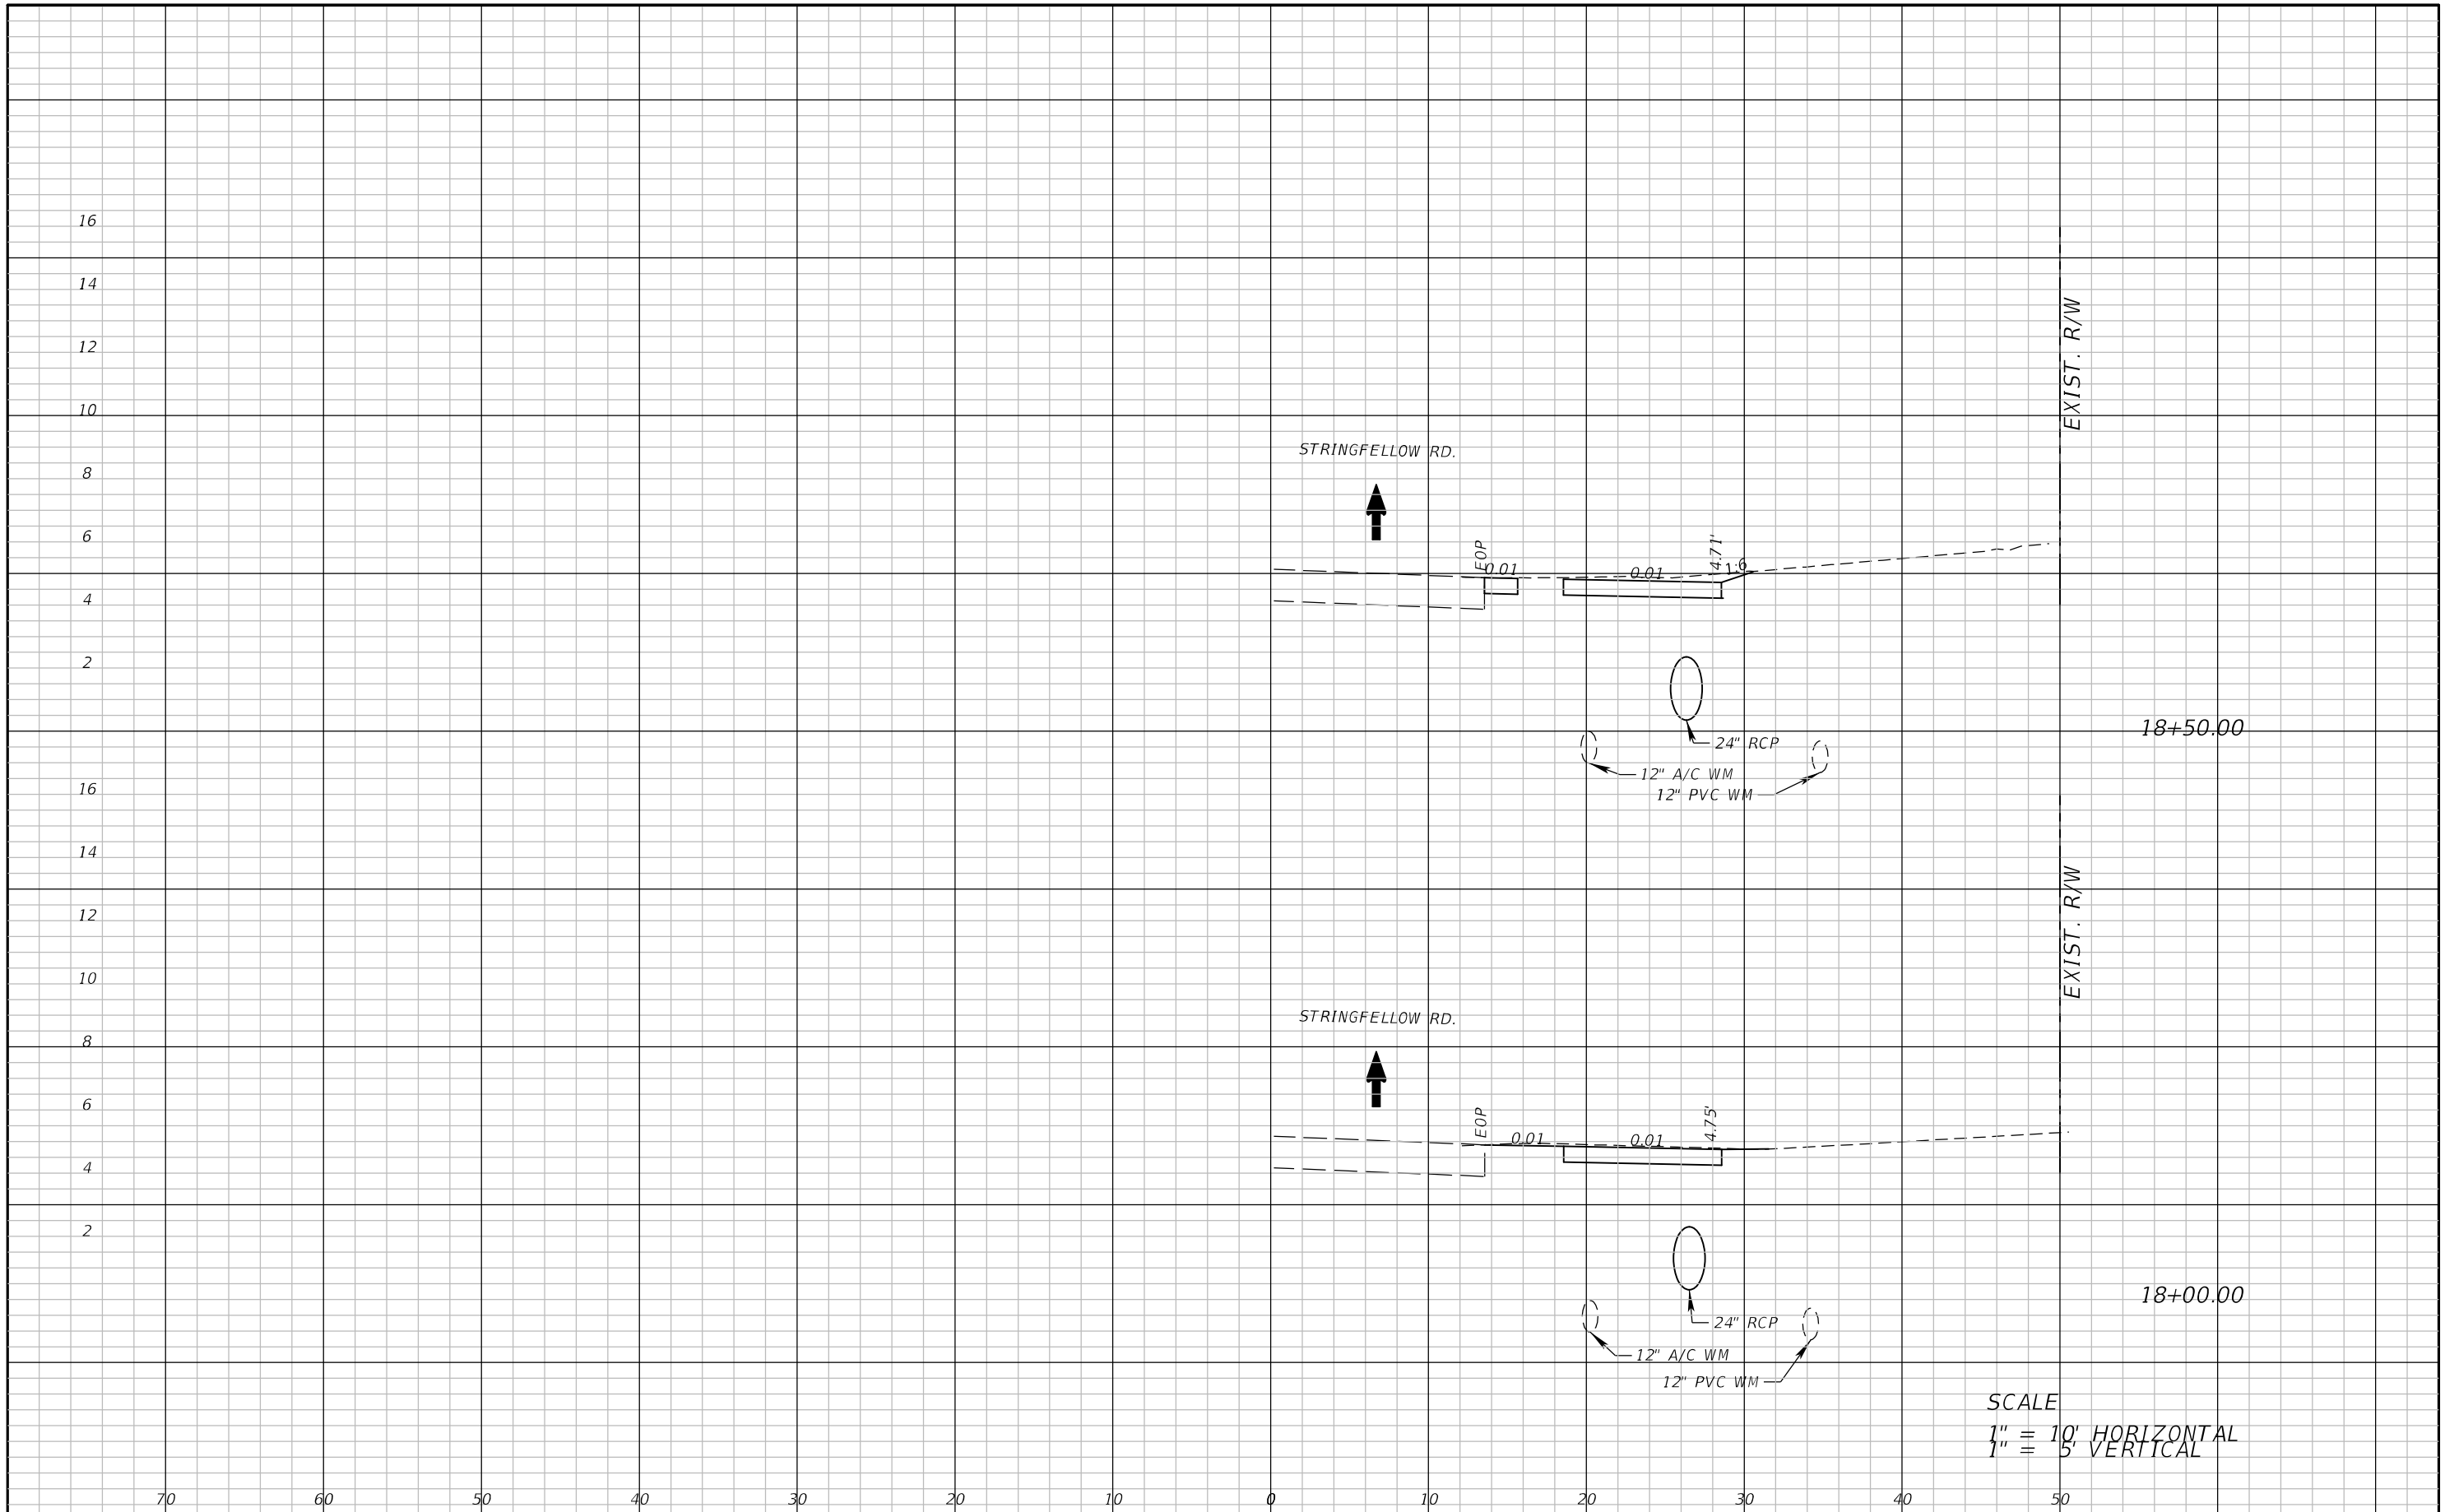 16
14
12
10
8
6
4
2
STRINGFELLOW RD.
EOP
0.01
0.01
4.71'
1:6
EXIST. R/W
24" RCP
12" A/C WM
12" PVC WM
18+50.00
16
14
12
10
8
6
4
2
STRINGFELLOW RD.
EOP
0.01
0.01
4.75'
EXIST. R/W
24" RCP
12" A/C WM
12" PVC WM
18+00.00
SCALE
1" = 10' HORIZONTAL
1" = 5' VERTICAL
70 60 50 40 30 20 10 0 10 20 30 40 50